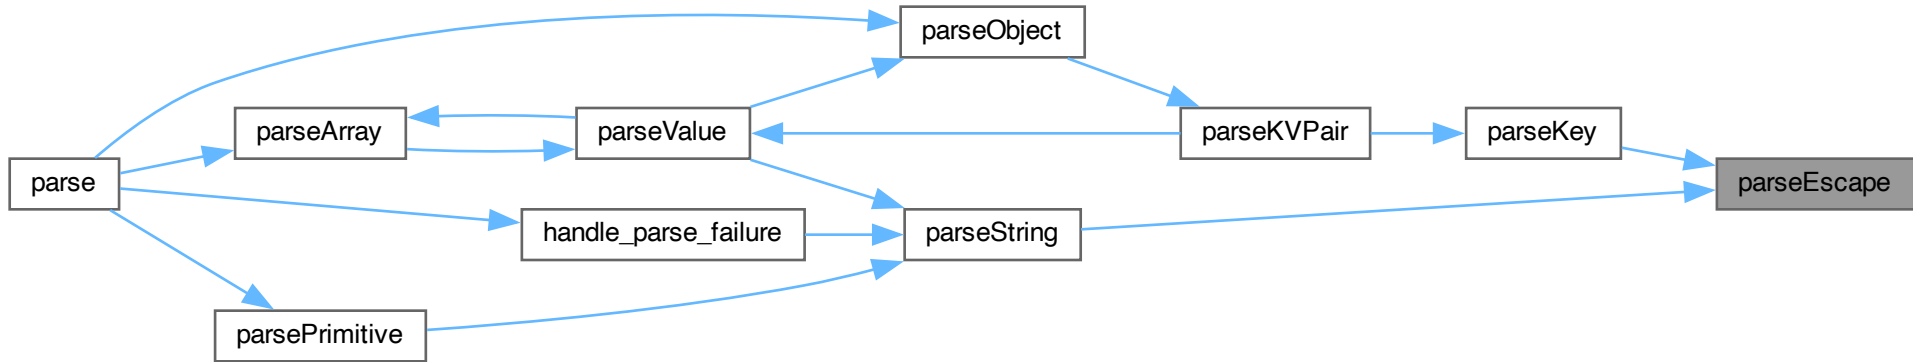 parseObject
parseArray
parseValue
parseKVPair
parseKey
parse
parseEscape
handle_parse_failure
parseString
parsePrimitive